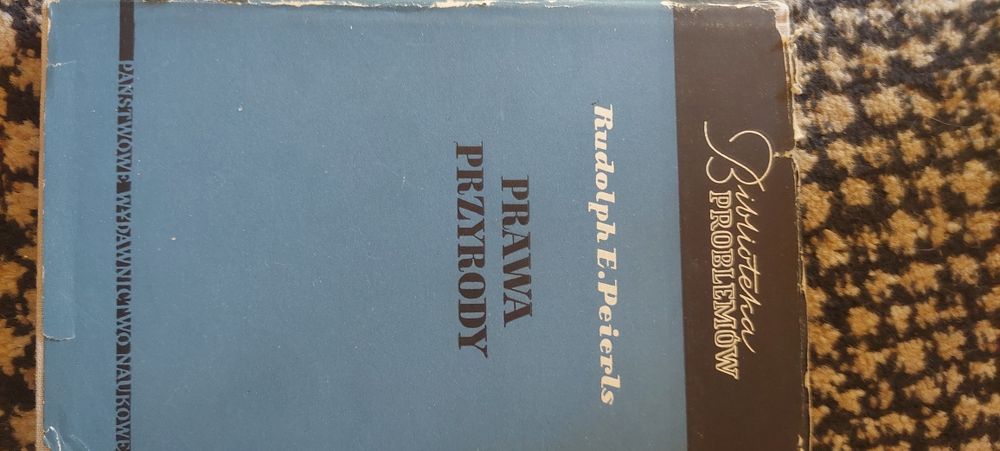 Biblioteka
PROBLEMÓW
Rudolph E. Peierls
PRAWA
PRZYRODY
PAŃSTWOWE WYDAWNICTWO NAUKOWE